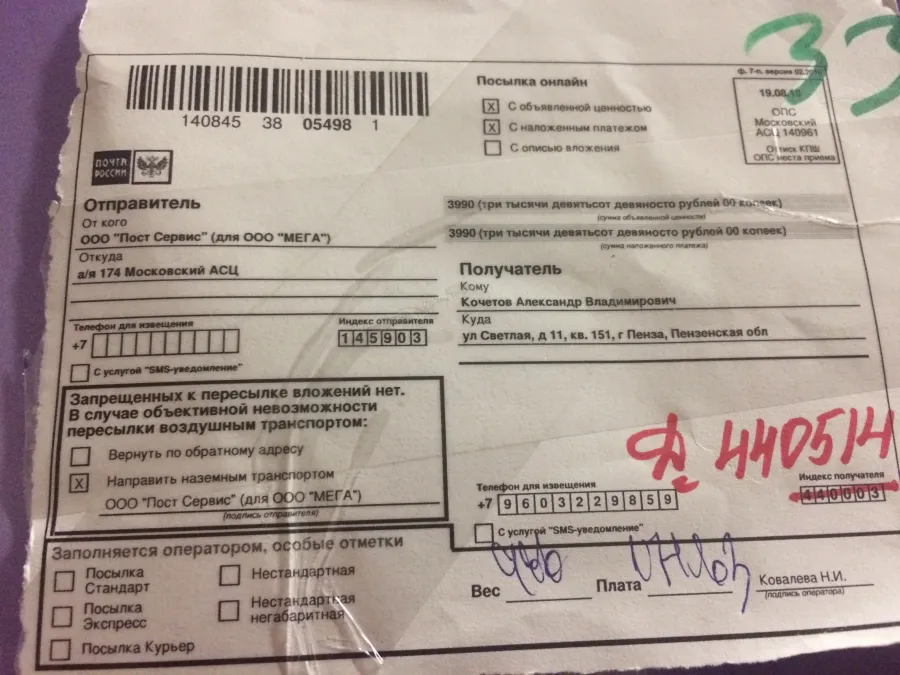 33
ф. 7-п. версия 02.
140845 38 05498 1
Посылка онлайн
X С объявленной ценностью
X С наложенным платежом
С описью вложения
19.08.
ОПС
Московский
АСЦ 140961
Оттиск КПШ
ОПС места приема
ПОЧТА
РОССИИ
Отправитель
От кого
ООО "Пост Сервис" (для ООО "МЕГА")
Откуда
а/я 174 Московский АСЦ
3990 (три тысячи девятьсот девяносто рублей 00 копеек)
(сумма объявленной ценности)
3990 (три тысячи девятьсот девяносто рублей 00 копеек)
(сумма наложенного платежа)
Получатель
Кому
Кочетов Александр Владимирович
Куда
ул Светлая, д 11, кв. 151, г Пенза, Пензенская обл
Телефон для извещения
+7
Индекс отправителя
145903
С услугой "SMS-уведомление"
Запрещенных к пересылке вложений нет.
В случае объективной невозможности
пересылки воздушным транспортом:
Вернуть по обратному адресу
X Направить наземным транспортом
ООО "Пост Сервис" (для ООО "МЕГА")
(подпись отправителя)
Д 440514
Телефон для извещения
+7 9603229859
Индекс получателя
440003
С услугой "SMS-уведомление"
Заполняется оператором, особые отметки
Посылка
Стандарт
Нестандартная
Посылка
Экспресс
Нестандартная
негабаритная
Посылка Курьер
Вес
Плата
Ковалева Н.И.
(подпись оператора)